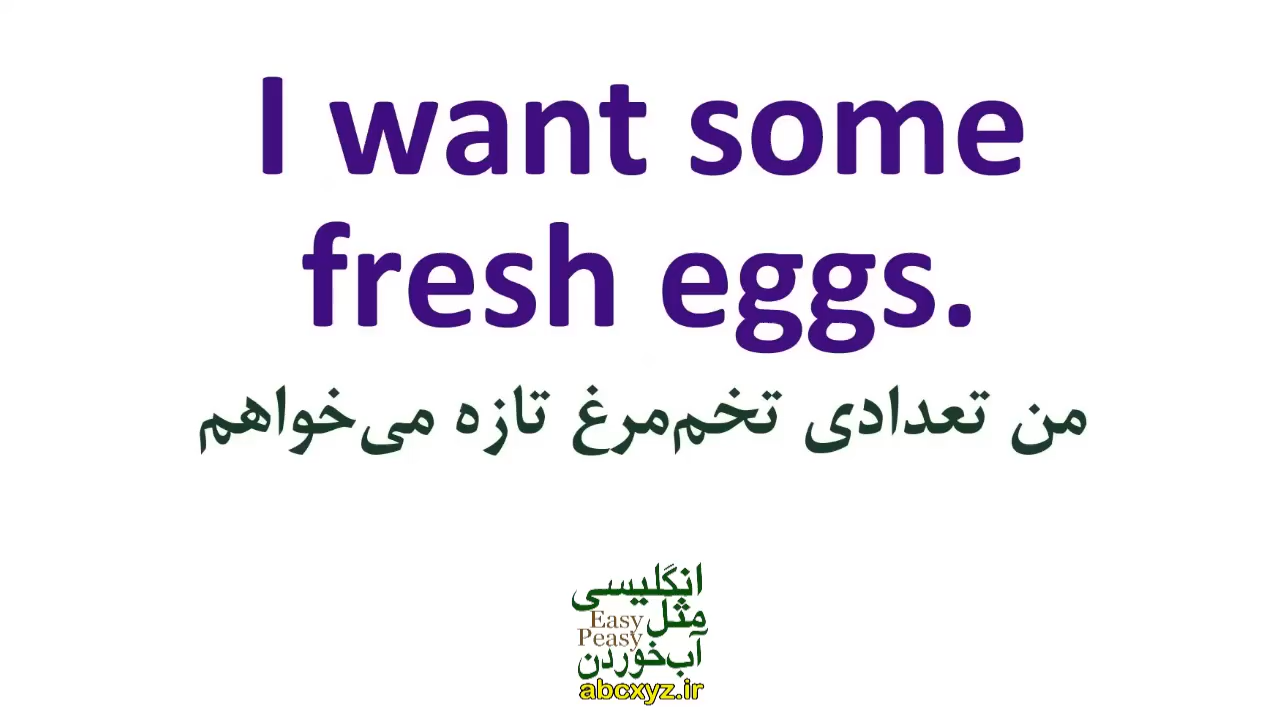 I want some
fresh eggs.
من تعدادی تخم‌مرغ تازه می‌خواهم
انگلیسی
مثل
Easy
Peasy
آب‌خوردن
abcxyz.ir